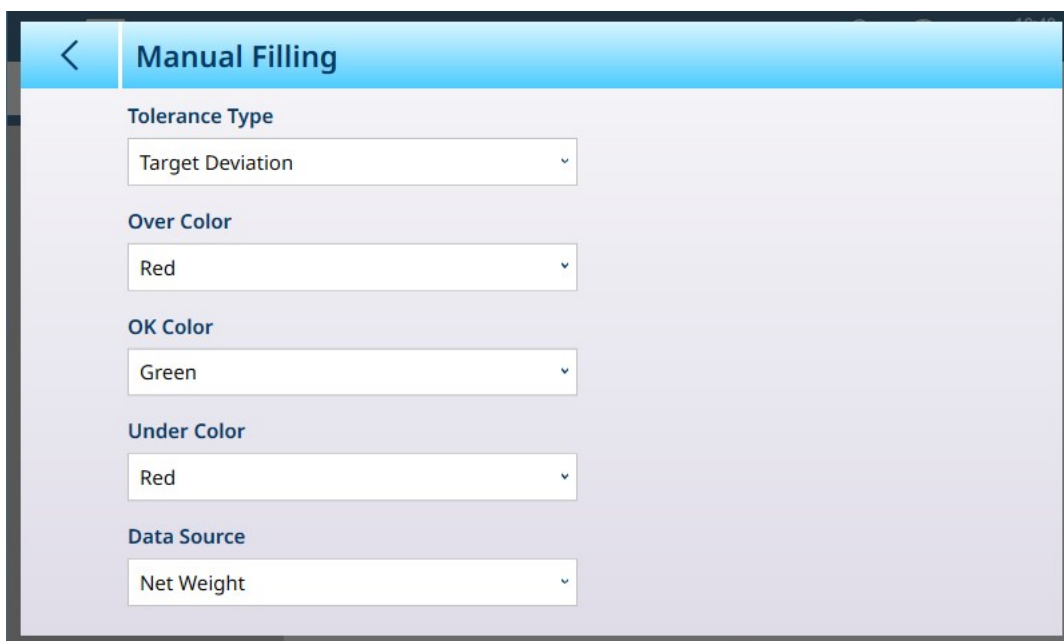 Manual Filling
Tolerance Type
Target Deviation
Over Color
Red
OK Color
Green
Under Color
Red
Data Source
Net Weight